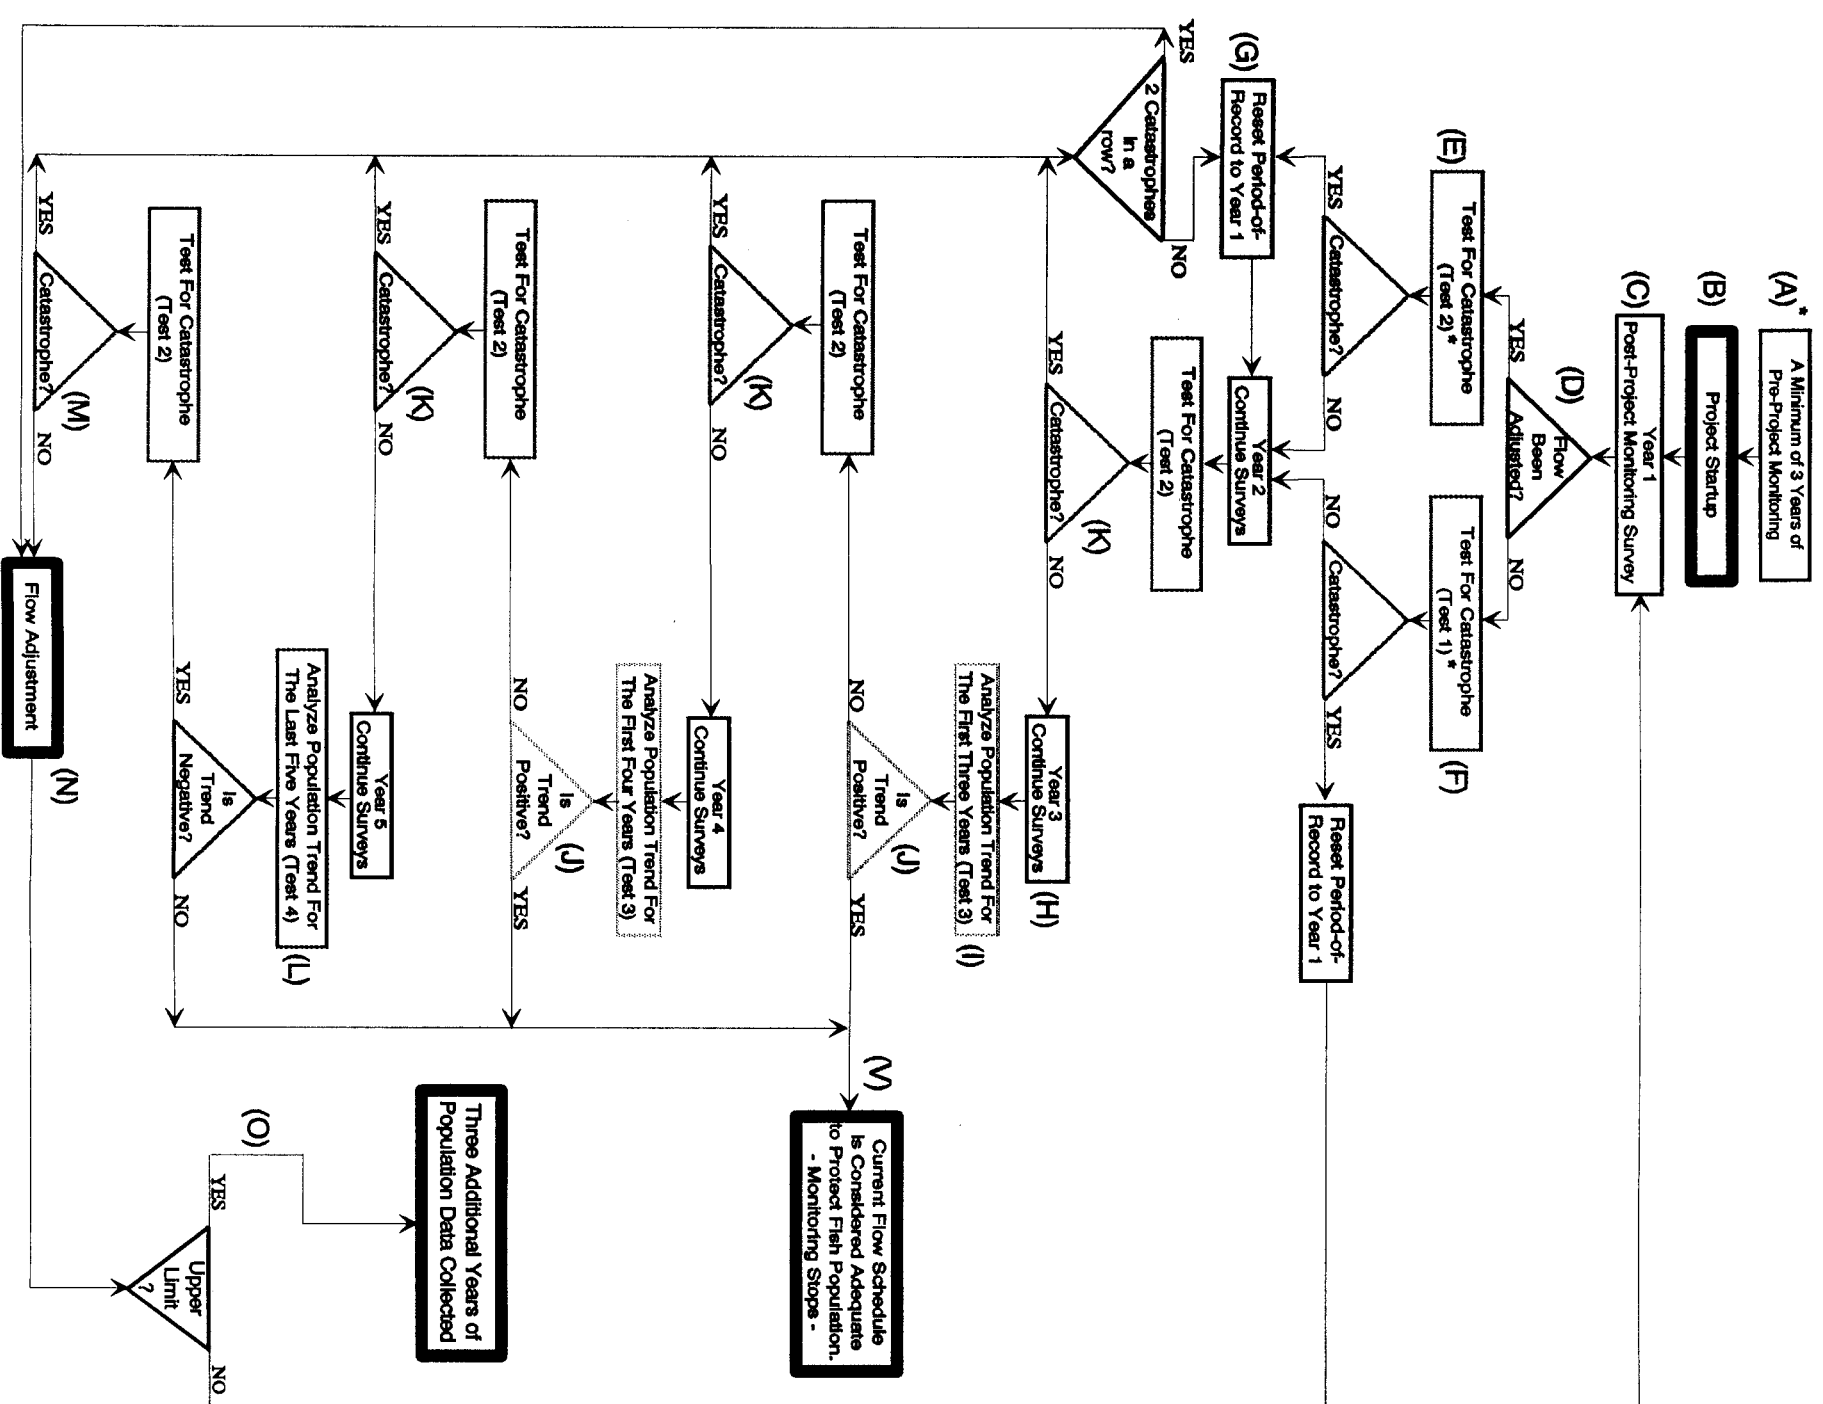 (A)*
A Minimum of 3 Years of
Pre-Project Monitoring
(B)
Project Startup
(C)
Year 1
Post-Project Monitoring Survey
(D)
Flow
Been
Adjusted?
YES
NO
(E)
Test For Catastrophe
(Test 2)*
Test For Catastrophe
(Test 1)*
(F)
Catastrophe?
YES
NO
Catastrophe?
NO
YES
(G)
Reset Period-of-
Record to Year 1
Year 2
Continue Surveys
Reset Period-of-
Record to Year 1
2 Catastrophes
in a
row?
YES
NO
Test For Catastrophe
(Test 2)
Catastrophe?
(K)
YES
NO
Year 3
Continue Surveys
(H)
Analyze Population Trend For
The First Three Years (Test 3)
(I)
Is
Trend
Positive?
(J)
NO
YES
Test For Catastrophe
(Test 2)
Catastrophe?
(K)
YES
NO
(V)
Current Flow Schedule
Is Considered Adequate
to Protect Fish Population.
- Monitoring Stops -
Year 4
Continue Surveys
Analyze Population Trend For
The First Four Years (Test 3)
Is
Trend
Positive?
(J)
NO
YES
Test For Catastrophe
(Test 2)
Catastrophe?
(K)
YES
NO
Year 5
Continue Surveys
Analyze Population Trend For
The Last Five Years (Test 4)
(L)
Is
Trend
Negative?
YES
NO
Test For Catastrophe
(Test 2)
Catastrophe?
(M)
YES
NO
Three Additional Years of
Population Data Collected
(O)
YES
Upper
Limit
?
NO
Flow Adjustment
(N)